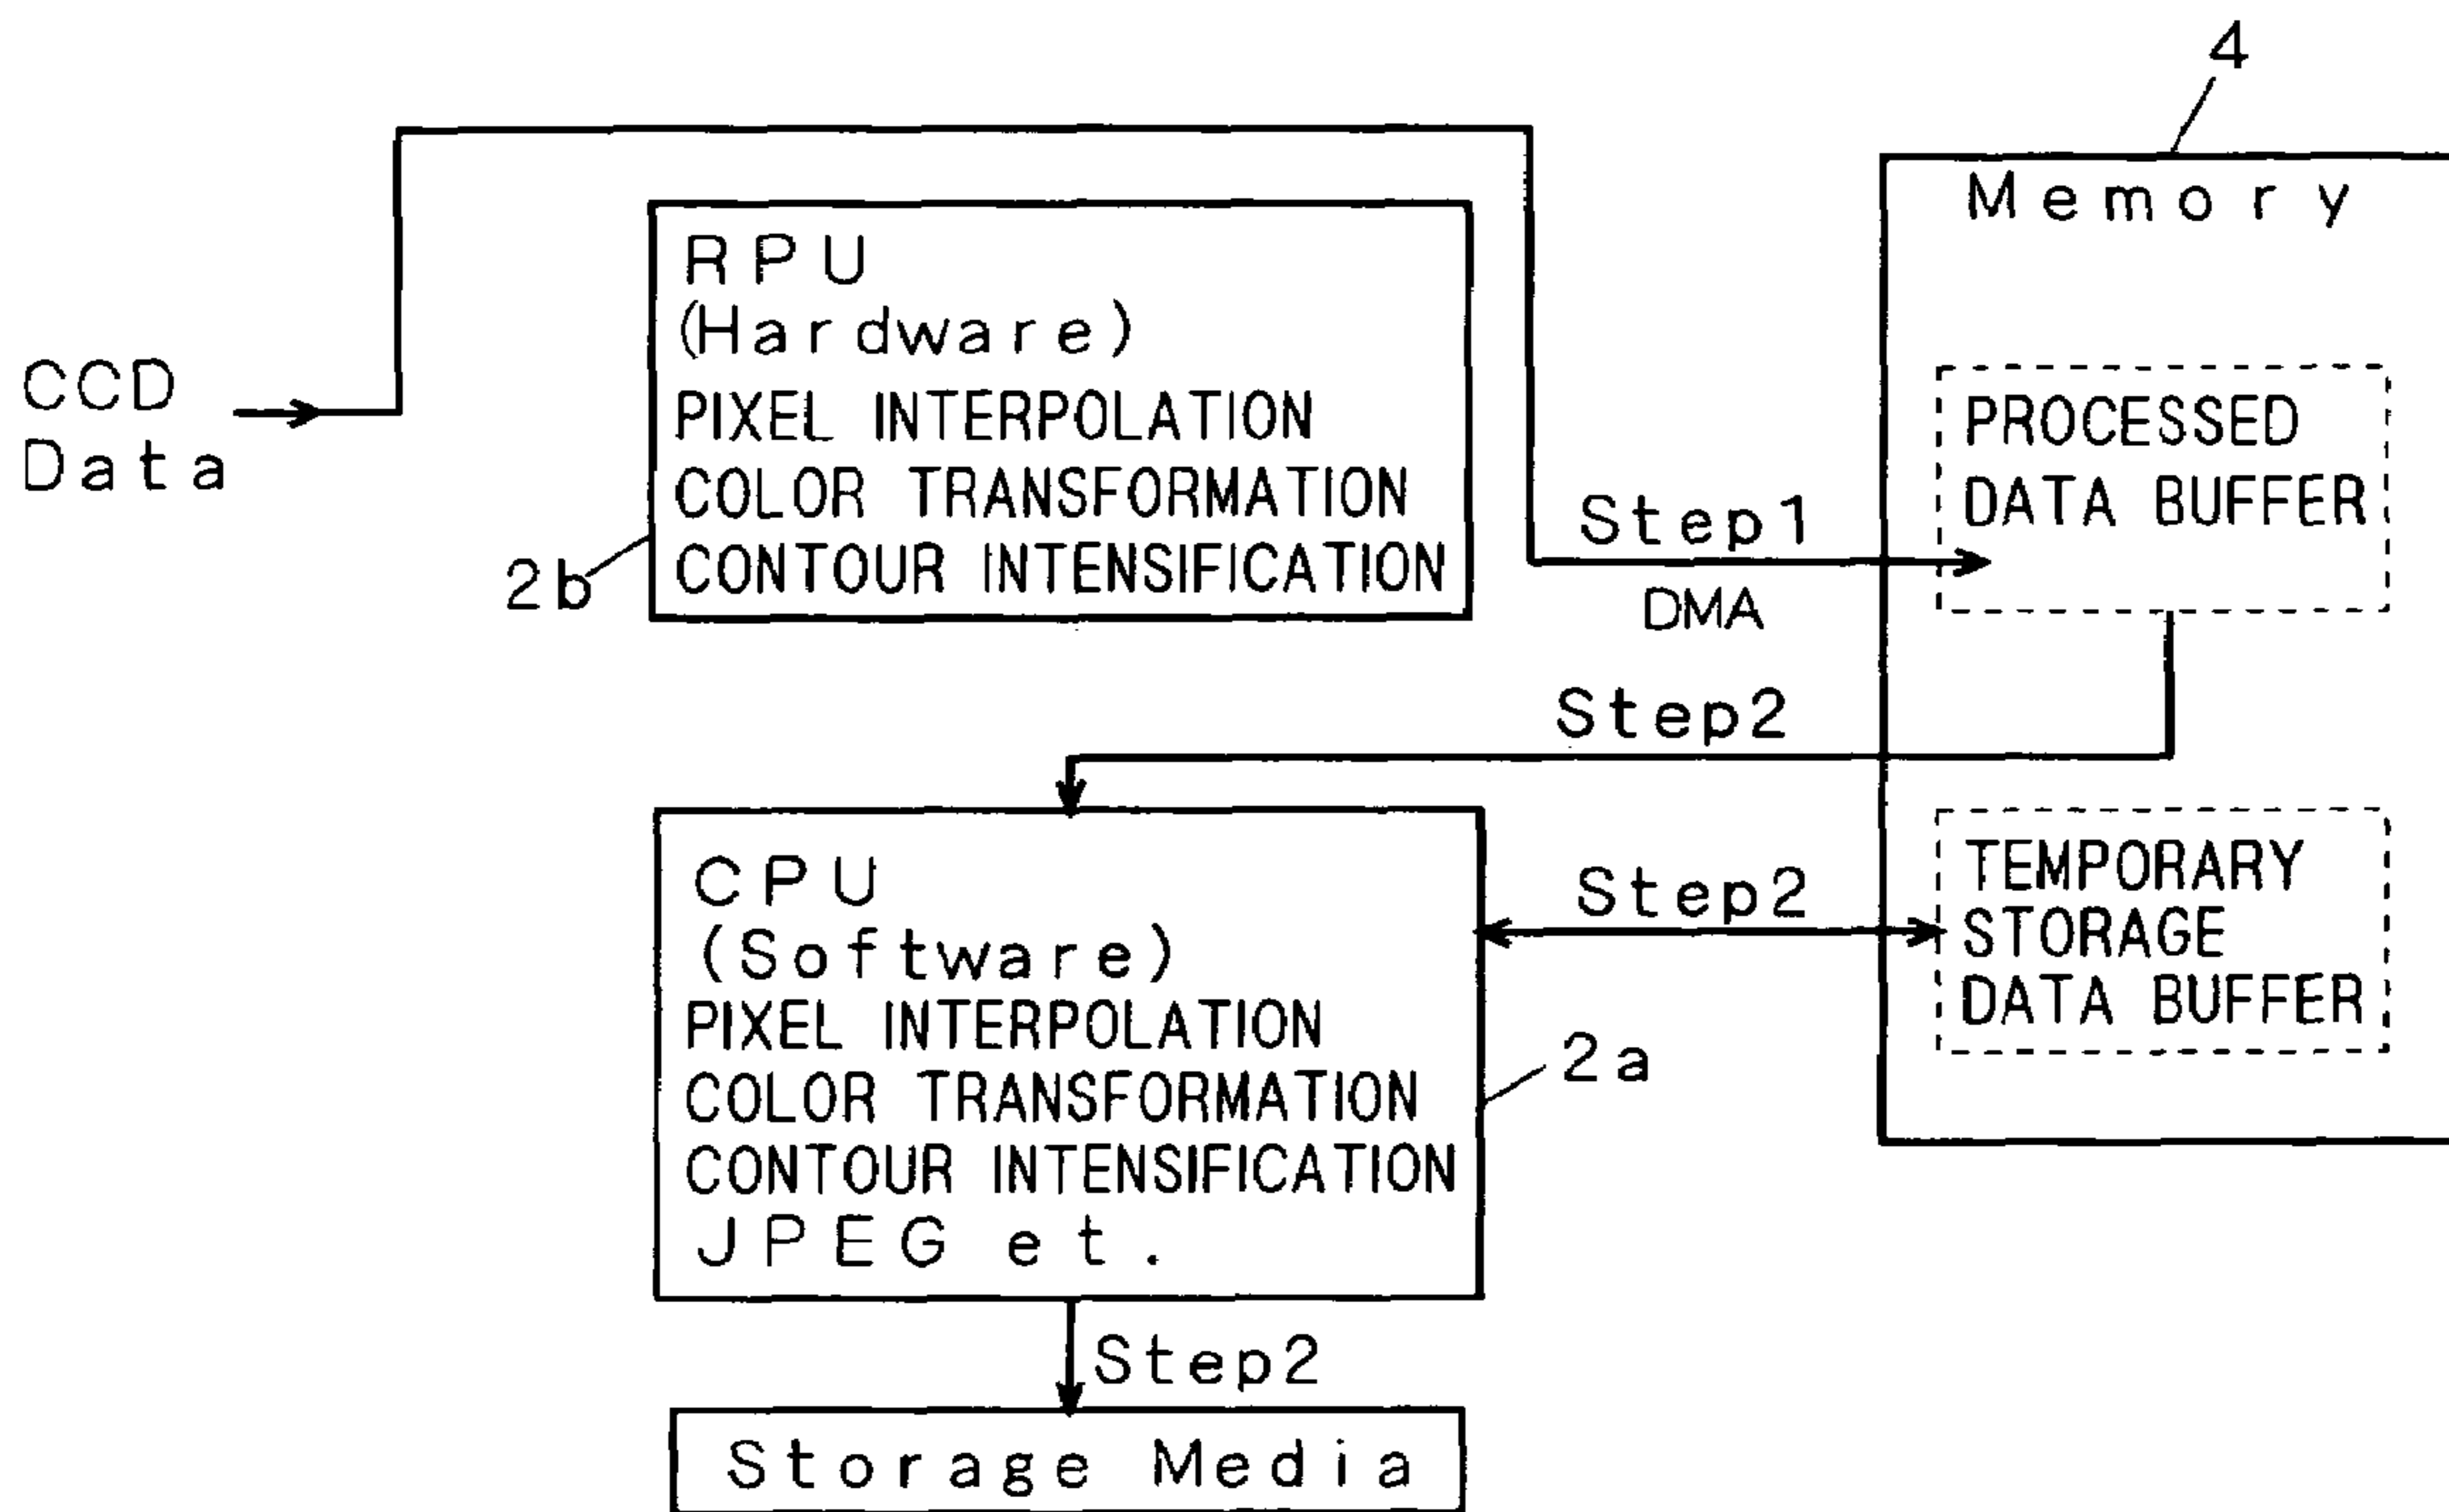 4
Memory
RPU
(Hardware)
PIXEL INTERPOLATION
COLOR TRANSFORMATION
CONTOUR INTENSIFICATION
2b
CCD
Data
PROCESSED
DATA BUFFER
Step1
DMA
Step2
CPU
(Software)
PIXEL INTERPOLATION
COLOR TRANSFORMATION
CONTOUR INTENSIFICATION
JPEG et.
2a
Step2
TEMPORARY
STORAGE
DATA BUFFER
Step2
Storage Media